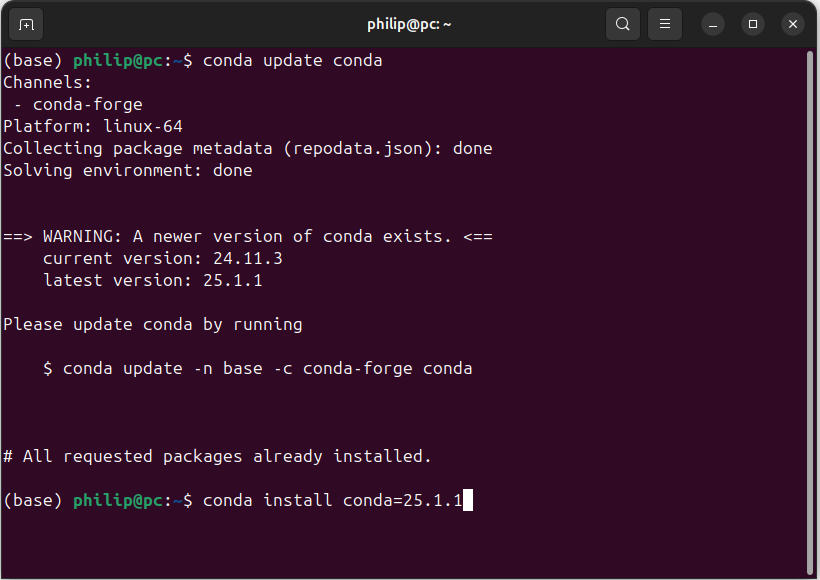 philip@pc: ~
(base) philip@pc:~$ conda update conda
Channels:
 - conda-forge
Platform: linux-64
Collecting package metadata (repodata.json): done
Solving environment: done
==> WARNING: A newer version of conda exists. <==
    current version: 24.11.3
    latest version: 25.1.1
Please update conda by running
    $ conda update -n base -c conda-forge conda
# All requested packages already installed.
(base) philip@pc:~$ conda install conda=25.1.1